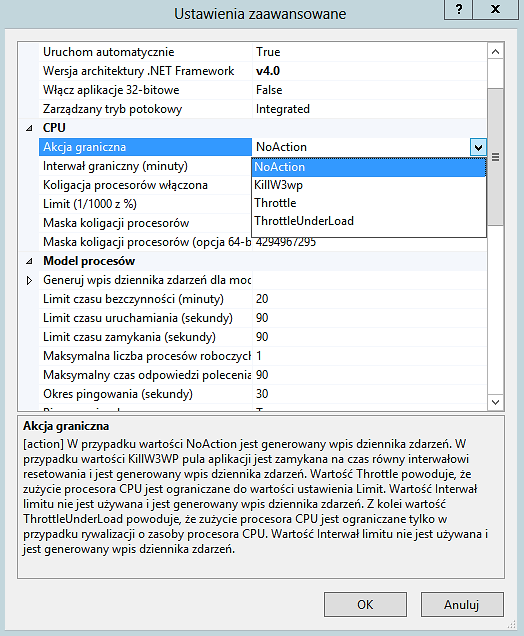 Ustawienia zaawansowane
? x
Uruchom automatycznie True
Wersja architektury .NET Framework v4.0
Włącz aplikacje 32-bitowe False
Zarządzany tryb potokowy Integrated
CPU
Akcja graniczna NoAction
Interwał graniczny (minuty) NoAction
Koligacja procesorów włączona KillW3wp
Limit (1/1000 z %) Throttle
Maska koligacji procesorów ThrottleUnderLoad
Maska koligacji procesorów (opcja 64-b 4294967295
Model procesów
Generuj wpis dziennika zdarzeń dla moc
Limit czasu bezczynności (minuty) 20
Limit czasu uruchamiania (sekundy) 90
Limit czasu zamykania (sekundy) 90
Maksymalna liczba procesów roboczych 1
Maksymalny czas odpowiedzi polecenia 90
Okres pingowania (sekundy) 30
Akcja graniczna
[action] W przypadku wartości NoAction jest generowany wpis dziennika zdarzeń. W
przypadku wartości KillW3WP pula aplikacji jest zamykana na czas równy interwałowi
resetowania i jest generowany wpis dziennika zdarzeń. Wartość Throttle powoduje, że
zużycie procesora CPU jest ograniczane do wartości ustawienia Limit. Wartość Interwał
limitu nie jest używana i jest generowany wpis dziennika zdarzeń. Z kolei wartość
ThrottleUnderLoad powoduje, że zużycie procesora CPU jest ograniczane tylko w
przypadku rywalizacji o zasoby procesora CPU. Wartość Interwał limitu nie jest używana i
jest generowany wpis dziennika zdarzeń.
OK Anuluj